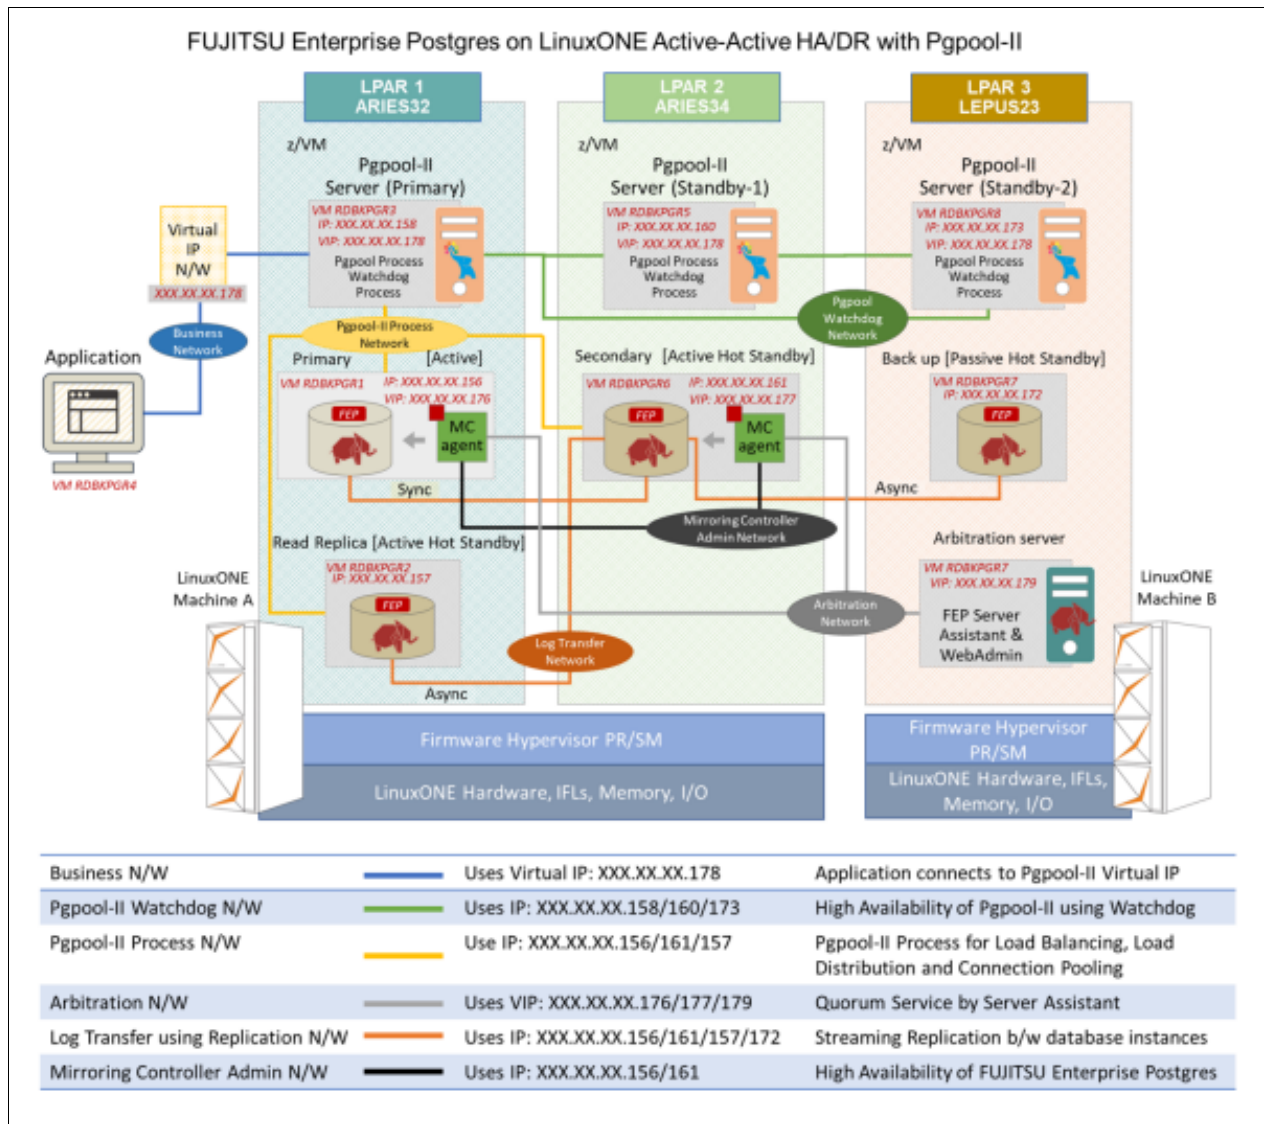 FUJITSU Enterprise Postgres on LinuxONE Active-Active HA/DR with Pgpool-II
LPAR 1
ARIES32
LPAR 2
ARIES34
LPAR 3
LEPUS23
z/VM
Pgpool-II
Server (Primary)
z/VM
Pgpool-II
Server (Standby-1)
z/VM
Pgpool-II
Server (Standby-2)
VM RDBKPGR3
IP: XXX.XX.XX.158
VIP: XXX.XX.XX.178
Pgpool Process
Watchdog
Process
VM RDBKPGR5
IP: XXX.XX.XX.160
VIP: XXX.XX.XX.178
Pgpool Process
Watchdog
Process
VM RDBKPGR8
IP: XXX.XX.XX.173
VIP: XXX.XX.XX.178
Pgpool Process
Watchdog
Process
Virtual
IP
N/W
XXX.XX.XX.178
Business
Network
Pgpool-II Process
Network
Pgpool
Watchdog
Network
Application
VM RDBKPGR4
Primary
[Active]
VM RDBKPGR1
IP: XXX.XX.XX.156
VIP: XXX.XX.XX.176
FEP
MC
agent
Secondary
[Active Hot Standby]
VM RDBKPGR6
IP: XXX.XX.XX.161
VIP: XXX.XX.XX.177
FEP
MC
agent
Back up [Passive Hot Standby]
VM RDBKPGR7
IP: XXX.XX.XX.172
FEP
Sync
Async
Mirroring Controller
Admin Network
Read Replica [Active Hot Standby]
VM RDBKPGR2
IP: XXX.XX.XX.157
FEP
Async
Log Transfer
Network
Arbitration
Network
Arbitration server
VM RDBKPGR7
VIP: XXX.XX.XX.179
FEP Server
Assistant &
WebAdmin
LinuxONE
Machine A
LinuxONE
Machine B
Firmware Hypervisor PR/SM
LinuxONE Hardware, IFLs, Memory, I/O
Firmware Hypervisor
PR/SM
LinuxONE Hardware, IFLs,
Memory, I/O
Business N/W Uses Virtual IP: XXX.XX.XX.178 Application connects to Pgpool-II Virtual IP
Pgpool-II Watchdog N/W Uses IP: XXX.XX.XX.158/160/173 High Availability of Pgpool-II using Watchdog
Pgpool-II Process N/W Use IP: XXX.XX.XX.156/161/157 Pgpool-II Process for Load Balancing, Load
Distribution and Connection Pooling
Arbitration N/W Uses VIP: XXX.XX.XX.176/177/179 Quorum Service by Server Assistant
Log Transfer using Replication N/W Uses IP: XXX.XX.XX.156/161/157/172 Streaming Replication b/w database instances
Mirroring Controller Admin N/W Uses IP: XXX.XX.XX.156/161 High Availability of FUJITSU Enterprise Postgres